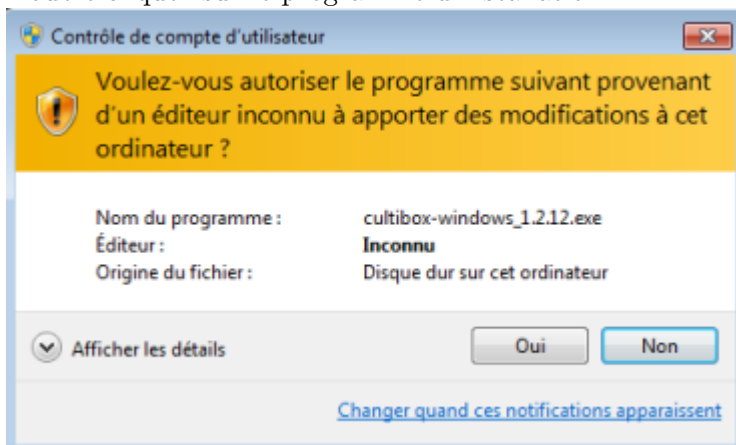 Contrôle de compte d'utilisateur
Voulez-vous autoriser le programme suivant provenant
d'un éditeur inconnu à apporter des modifications à cet
ordinateur ?
Nom du programme : cultibox-windows_1.2.12.exe
Éditeur : Inconnu
Origine du fichier : Disque dur sur cet ordinateur
Afficher les détails Oui Non
Changer quand ces notifications apparaissent